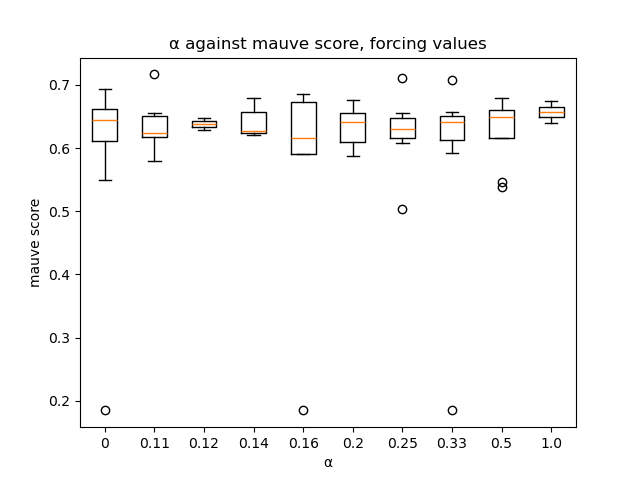 α against mauve score, forcing values
mauve score
0.7
0.6
0.5
0.4
0.3
0.2
0 0.11 0.12 0.14 0.16 0.2 0.25 0.33 0.5 1.0
α